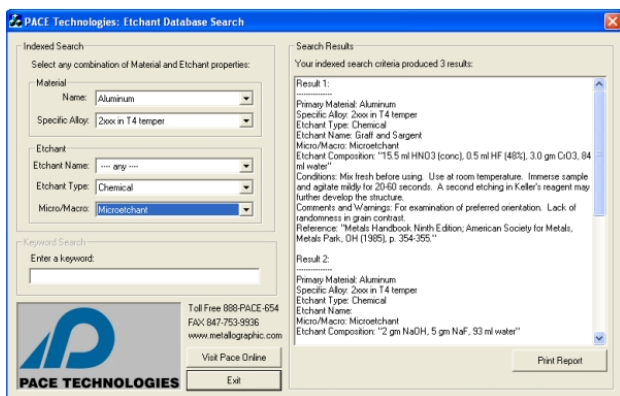 PACE Technologies: Etchant Database Search
Indexed Search
Select any combination of Material and Etchant properties:
Material
Name: Aluminum
Specific Alloy: 2xxx in T4 temper
Etchant
Etchant Name: ---- any ----
Etchant Type: Chemical
Micro/Macro: Microetchant
Keyword Search
Enter a keyword:
PACE TECHNOLOGIES
Toll Free 888-PACE-654
FAX 847-753-9936
www.metallographic.com
Visit Pace Online
Exit
Search Results
Your indexed search criteria produced 3 results:
Result 1:
---------------
Primary Material: Aluminum
Specific Alloy: 2xxx in T4 temper
Etchant Type: Chemical
Etchant Name: Graff and Sargent
Micro/Macro: Microetchant
Etchant Composition: "15.5 ml HNO3 (conc), 0.5 ml HF (48%), 3.0 gm CrO3, 84
ml water"
Conditions: Mix fresh before using. Use at room temperature. Immerse sample
and agitate mildly for 20-60 seconds. A second etching in Keller's reagent may
further develop the structure.
Comments and Warnings: For examination of preferred orientation. Lack of
randomness in grain contrast.
Reference: "Metals Handbook Ninth Edition; American Society for Metals,
Metals Park, OH (1985), p. 354-355."
Result 2:
---------------
Primary Material: Aluminum
Specific Alloy: 2xxx in T4 temper
Etchant Type: Chemical
Etchant Name:
Micro/Macro: Microetchant
Etchant Composition: "2 gm NaOH, 5 gm NaF, 93 ml water"
Print Report